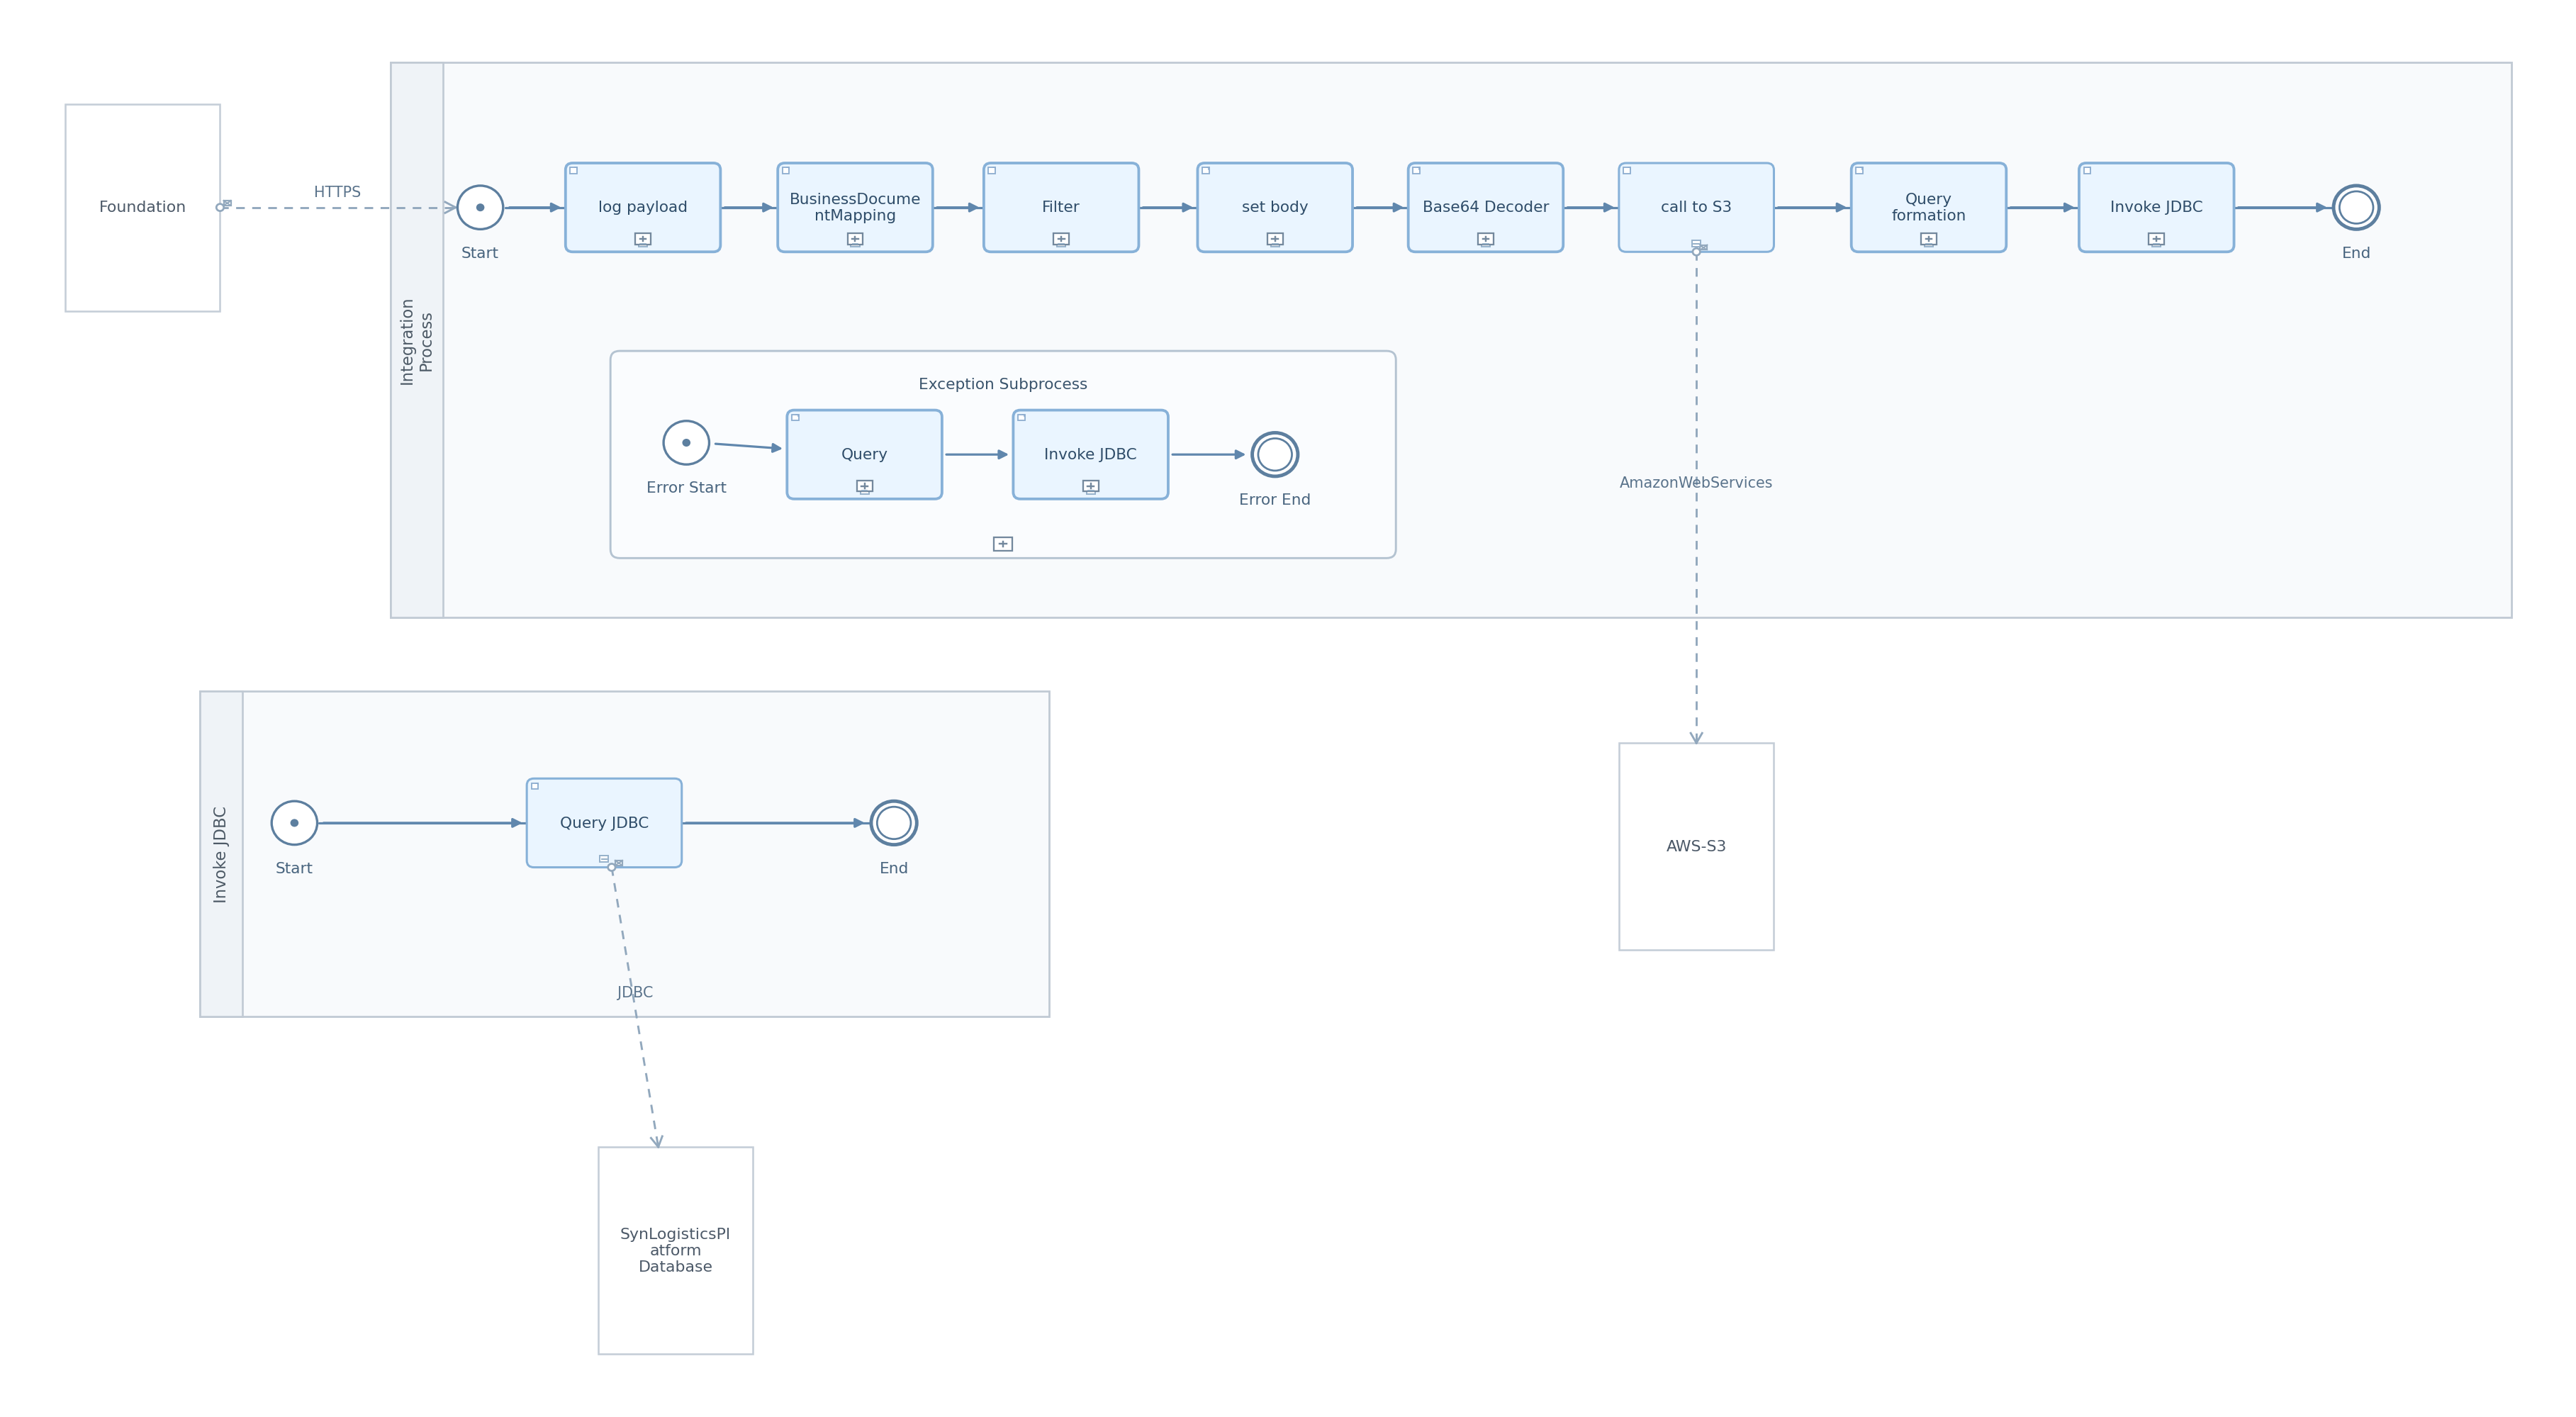 Foundation
HTTPS
Integration
Process
Start
log payload
BusinessDocume
ntMapping
Filter
set body
Base64 Decoder
call to S3
Query
formation
Invoke JDBC
End
Exception Subprocess
Error Start
Query
Invoke JDBC
Error End
AmazonWebServices
Invoke JDBC
Start
Query JDBC
End
JDBC
AWS-S3
SynLogisticsPl
atform
Database